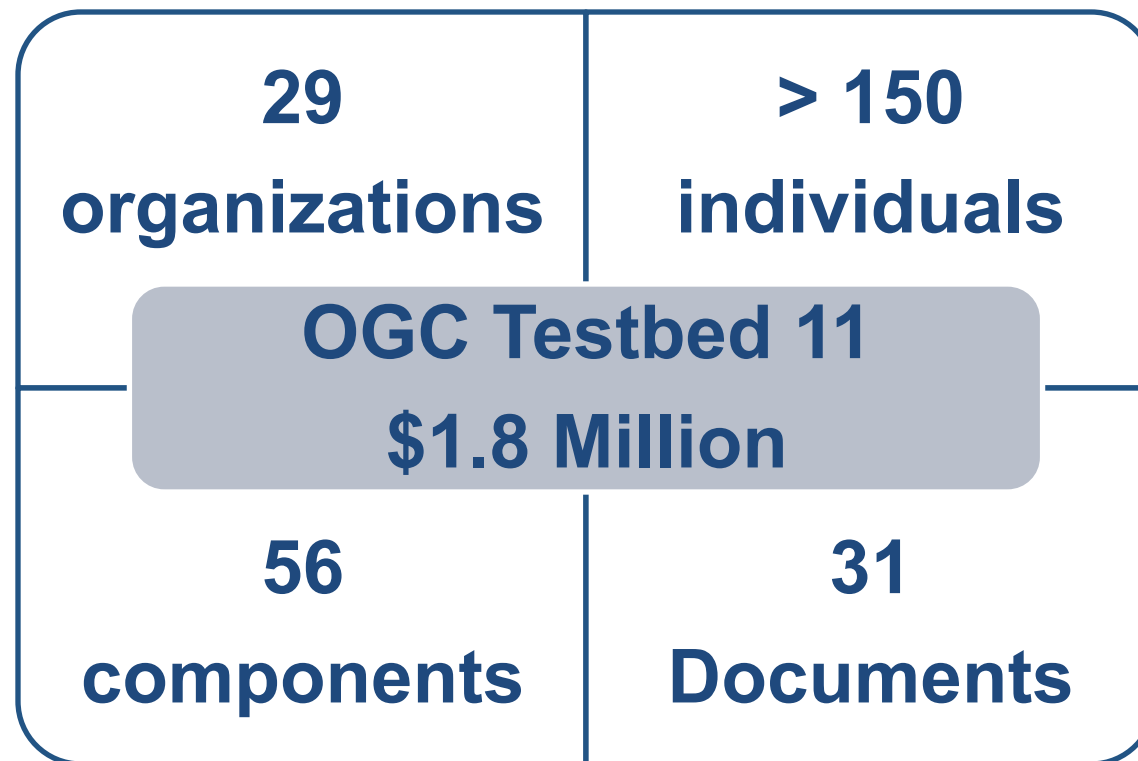 29
organizations
> 150
individuals
OGC Testbed 11
$1.8 Million
56
components
31
Documents